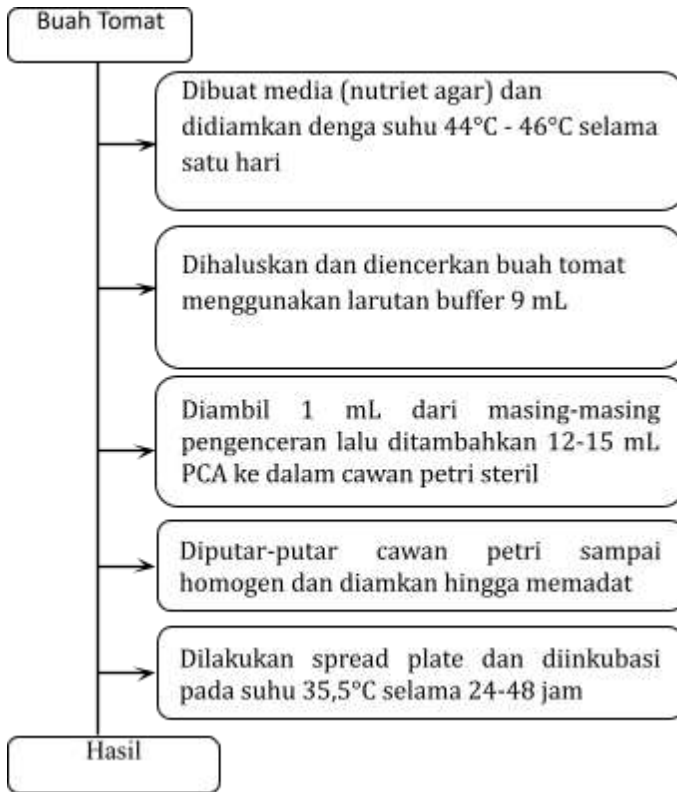 Buah Tomat
Dibuat media (nutriet agar) dan
didiamkan denga suhu 44°C - 46°C selama
satu hari
Dihaluskan dan diencerkan buah tomat
menggunakan larutan buffer 9 mL
Diambil 1 mL dari masing-masing
pengenceran lalu ditambahkan 12-15 mL
PCA ke dalam cawan petri steril
Diputar-putar cawan petri sampai
homogen dan diamkan hingga memadat
Dilakukan spread plate dan diinkubasi
pada suhu 35,5°C selama 24-48 jam
Hasil